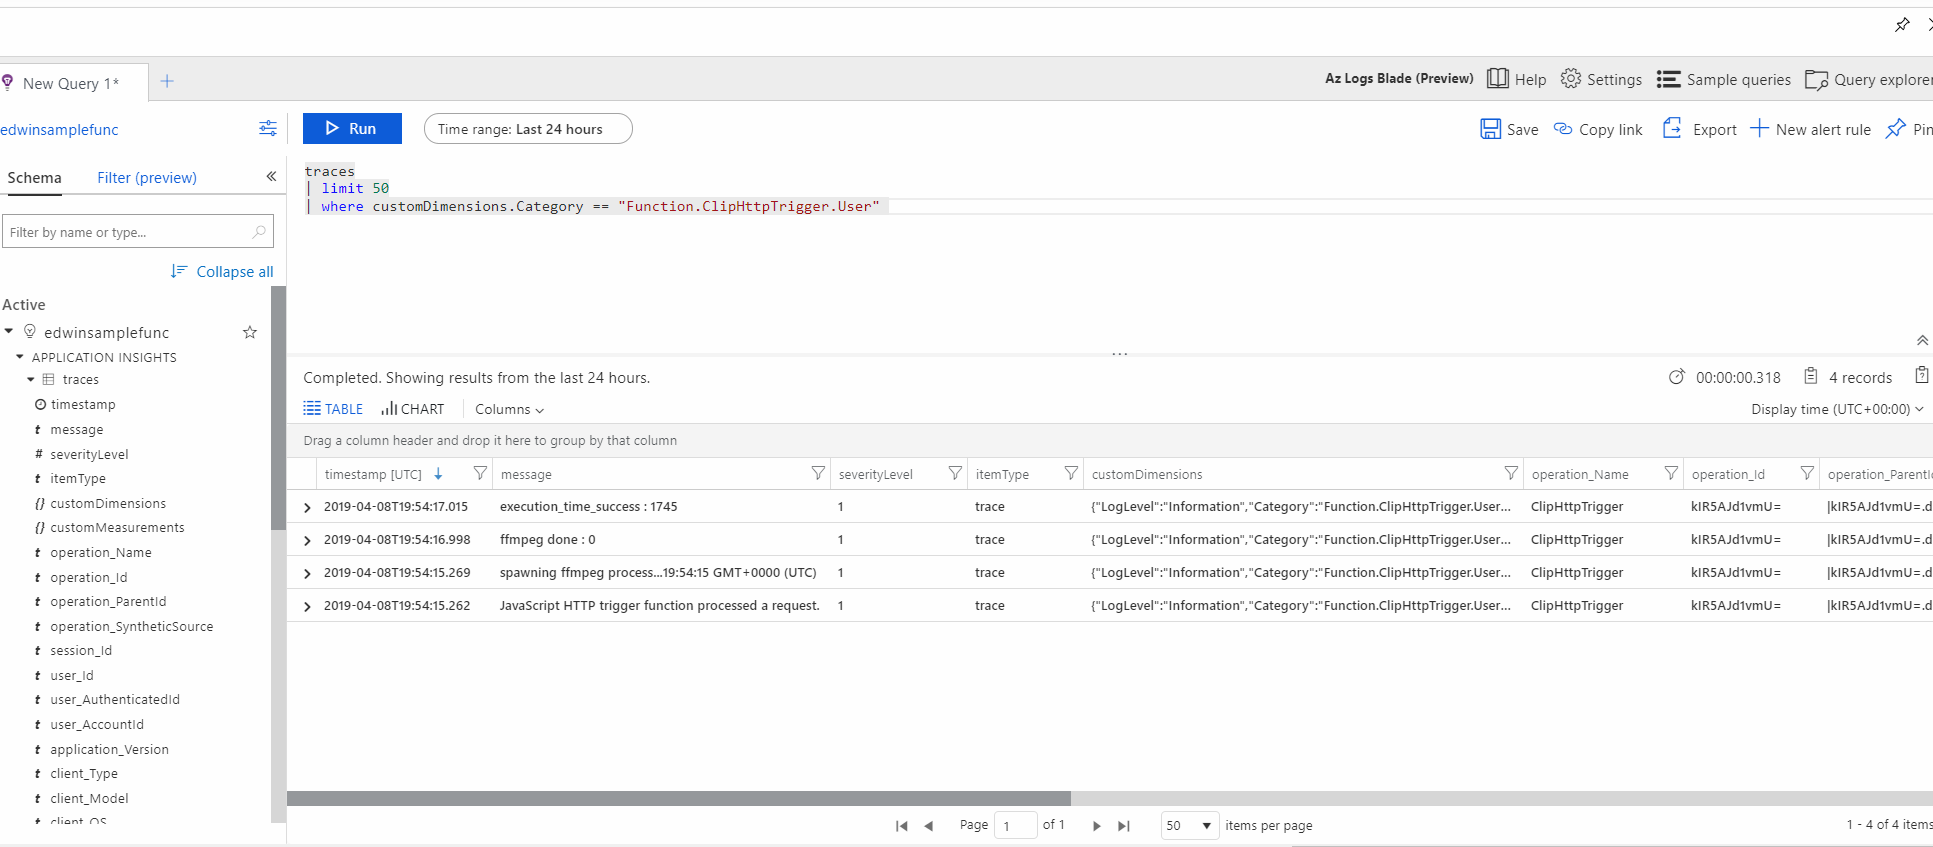 New Query 1*
Az Logs Blade (Preview)
Help
Settings
Sample queries
Query explorer
edwinsamplefunc
Run
Time range: Last 24 hours
Save
Copy link
Export
New alert rule
Pin
Schema
Filter (preview)
traces
| limit 50
| where customDimensions.Category == "Function.ClipHttpTrigger.User"
Filter by name or type...
Collapse all
Active
edwinsamplefunc
APPLICATION INSIGHTS
traces
timestamp
message
severityLevel
itemType
customDimensions
customMeasurements
operation_Name
operation_Id
operation_ParentId
operation_SyntheticSource
session_Id
user_Id
user_AuthenticatedId
user_AccountId
application_Version
client_Type
client_Model
client_OS
Completed. Showing results from the last 24 hours.
00:00:00.318
4 records
TABLE
CHART
Columns
Display time (UTC+00:00)
Drag a column header and drop it here to group by that column
timestamp [UTC] message severityLevel itemType customDimensions operation_Name operation_Id operation_ParentId
2019-04-08T19:54:17.015 execution_time_success : 1745 1 trace {"LogLevel":"Information","Category":"Function.ClipHttpTrigger.User... ClipHttpTrigger kIR5AJd1vmU= |kIR5AJd1vmU=.d
2019-04-08T19:54:16.998 ffmpeg done : 0 1 trace {"LogLevel":"Information","Category":"Function.ClipHttpTrigger.User... ClipHttpTrigger kIR5AJd1vmU= |kIR5AJd1vmU=.d
2019-04-08T19:54:15.269 spawning ffmpeg process...19:54:15 GMT+0000 (UTC) 1 trace {"LogLevel":"Information","Category":"Function.ClipHttpTrigger.User... ClipHttpTrigger kIR5AJd1vmU= |kIR5AJd1vmU=.d
2019-04-08T19:54:15.262 JavaScript HTTP trigger function processed a request. 1 trace {"LogLevel":"Information","Category":"Function.ClipHttpTrigger.User... ClipHttpTrigger kIR5AJd1vmU= |kIR5AJd1vmU=.d
Page 1 of 1
50 items per page
1 - 4 of 4 items